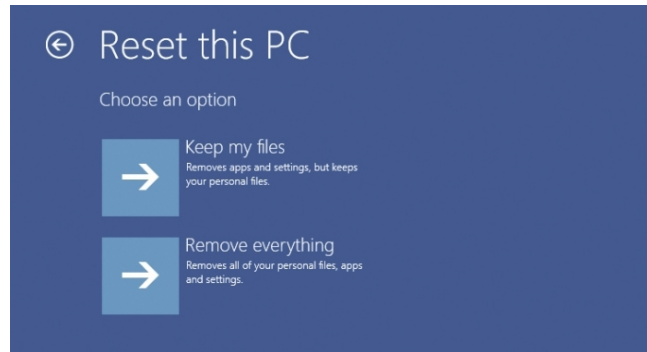 Reset this PC
Choose an option
Keep my files
Removes apps and settings, but keeps
your personal files.
Remove everything
Removes all of your personal files, apps
and settings.